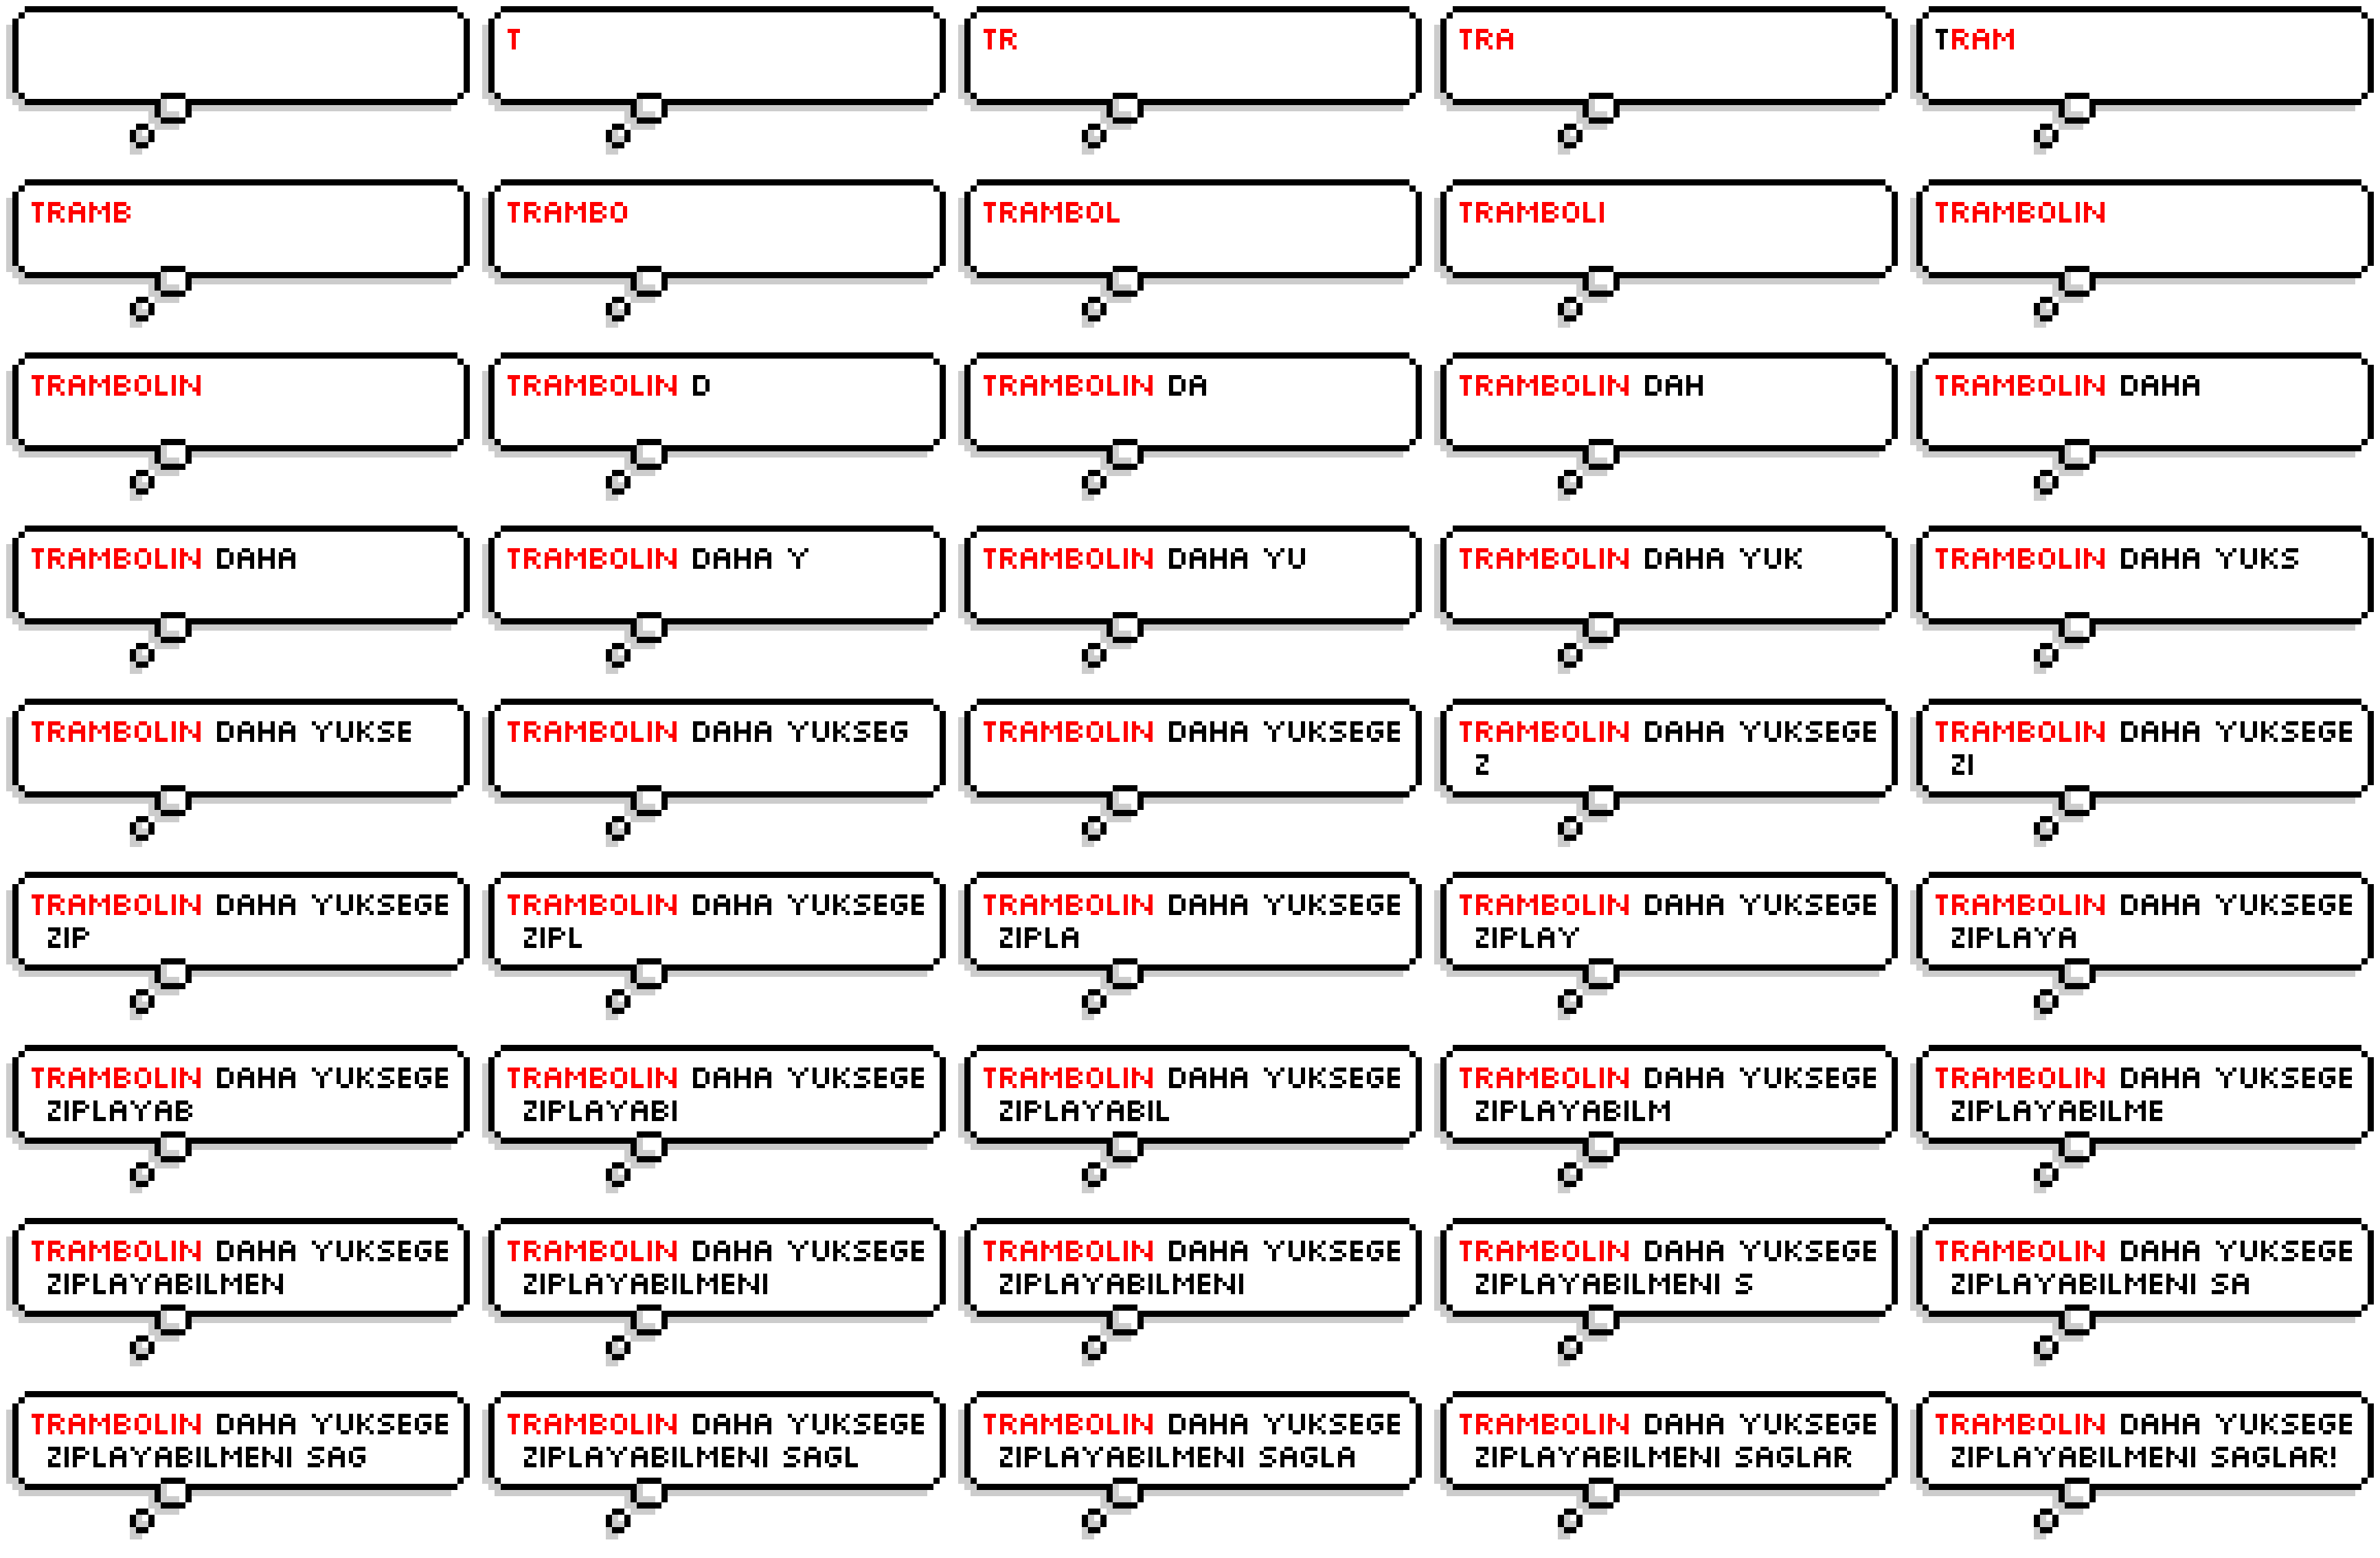 T
TR
TRA
TRAM
TRAMB
TRAMBO
TRAMBOL
TRAMBOLI
TRAMBOLIN
TRAMBOLIN
TRAMBOLIN D
TRAMBOLIN DA
TRAMBOLIN DAH
TRAMBOLIN DAHA
TRAMBOLIN DAHA
TRAMBOLIN DAHA Y
TRAMBOLIN DAHA YU
TRAMBOLIN DAHA YUK
TRAMBOLIN DAHA YUKS
TRAMBOLIN DAHA YUKSE
TRAMBOLIN DAHA YUKSEG
TRAMBOLIN DAHA YUKSEGE
TRAMBOLIN DAHA YUKSEGE
Z
TRAMBOLIN DAHA YUKSEGE
ZI
TRAMBOLIN DAHA YUKSEGE
ZIP
TRAMBOLIN DAHA YUKSEGE
ZIPL
TRAMBOLIN DAHA YUKSEGE
ZIPLA
TRAMBOLIN DAHA YUKSEGE
ZIPLAY
TRAMBOLIN DAHA YUKSEGE
ZIPLAYA
TRAMBOLIN DAHA YUKSEGE
ZIPLAYAB
TRAMBOLIN DAHA YUKSEGE
ZIPLAYABI
TRAMBOLIN DAHA YUKSEGE
ZIPLAYABIL
TRAMBOLIN DAHA YUKSEGE
ZIPLAYABILM
TRAMBOLIN DAHA YUKSEGE
ZIPLAYABILME
TRAMBOLIN DAHA YUKSEGE
ZIPLAYABILMEN
TRAMBOLIN DAHA YUKSEGE
ZIPLAYABILMENI
TRAMBOLIN DAHA YUKSEGE
ZIPLAYABILMENI
TRAMBOLIN DAHA YUKSEGE
ZIPLAYABILMENI S
TRAMBOLIN DAHA YUKSEGE
ZIPLAYABILMENI SA
TRAMBOLIN DAHA YUKSEGE
ZIPLAYABILMENI SAG
TRAMBOLIN DAHA YUKSEGE
ZIPLAYABILMENI SAGL
TRAMBOLIN DAHA YUKSEGE
ZIPLAYABILMENI SAGLA
TRAMBOLIN DAHA YUKSEGE
ZIPLAYABILMENI SAGLAR
TRAMBOLIN DAHA YUKSEGE
ZIPLAYABILMENI SAGLAR!